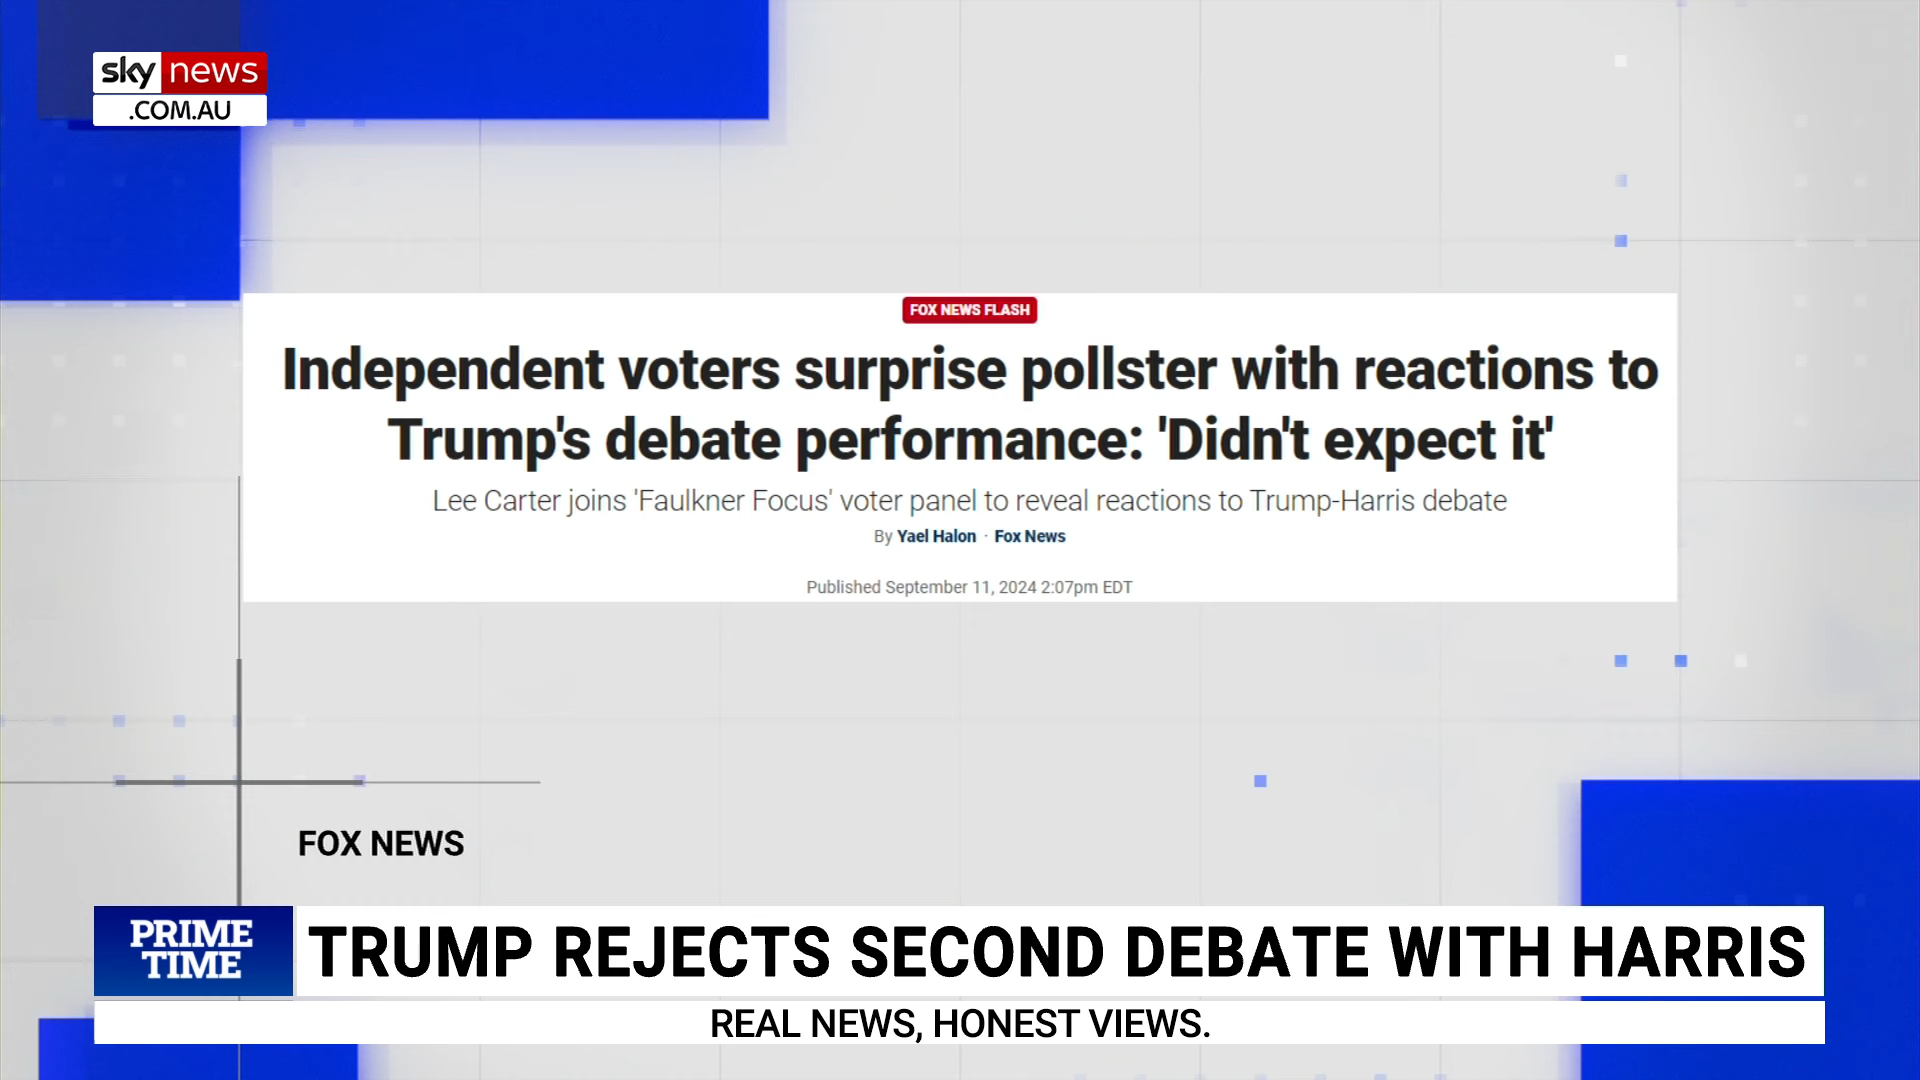 sky news
.COM.AU
FOX NEWS FLASH
Independent voters surprise pollster with reactions to
Trump's debate performance: 'Didn't expect it'
Lee Carter joins 'Faulkner Focus' voter panel to reveal reactions to Trump-Harris debate
By Yael Halon · Fox News
Published September 11, 2024 2:07pm EDT
FOX NEWS
PRIME
TIME
TRUMP REJECTS SECOND DEBATE WITH HARRIS
REAL NEWS, HONEST VIEWS.